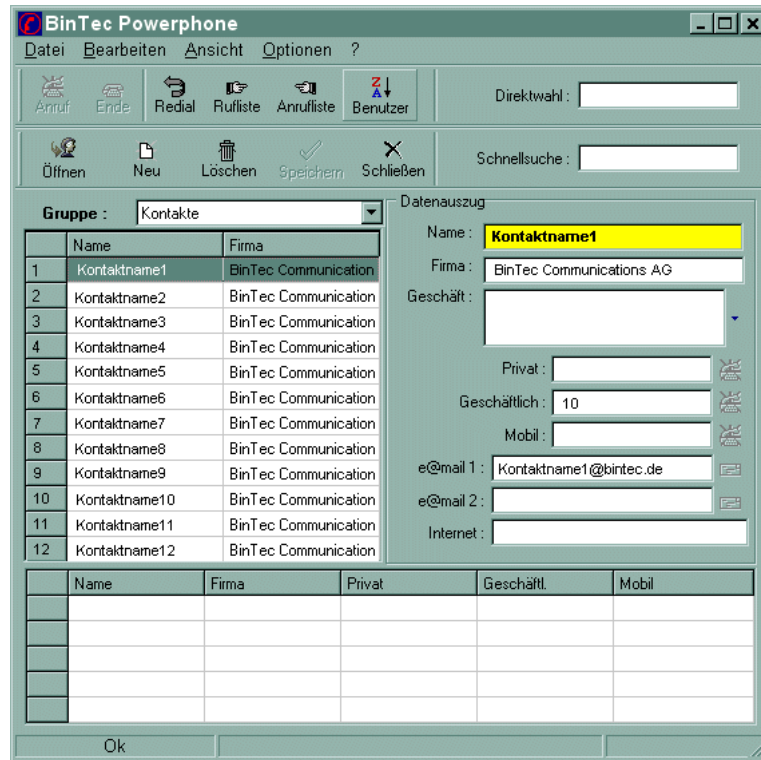 BinTec Powerphone
Datei Bearbeiten Ansicht Optionen ?
Anruf Ende Redial Rufliste Anrufliste Benutzer Direktwahl :
Öffnen Neu Löschen Speichern Schließen Schnellsuche :
Gruppe : Kontakte
Name Firma
1 Kontaktname1 BinTec Communication
2 Kontaktname2 BinTec Communication
3 Kontaktname3 BinTec Communication
4 Kontaktname4 BinTec Communication
5 Kontaktname5 BinTec Communication
6 Kontaktname6 BinTec Communication
7 Kontaktname7 BinTec Communication
8 Kontaktname8 BinTec Communication
9 Kontaktname9 BinTec Communication
10 Kontaktname10 BinTec Communication
11 Kontaktname11 BinTec Communication
12 Kontaktname12 BinTec Communication
Datenauszug
Name : Kontaktname1
Firma : BinTec Communications AG
Geschäft :
Privat :
Geschäftlich : 10
Mobil :
e@mail 1 : Kontaktname1@bintec.de
e@mail 2 :
Internet :
Name Firma Privat Geschäftl. Mobil
Ok